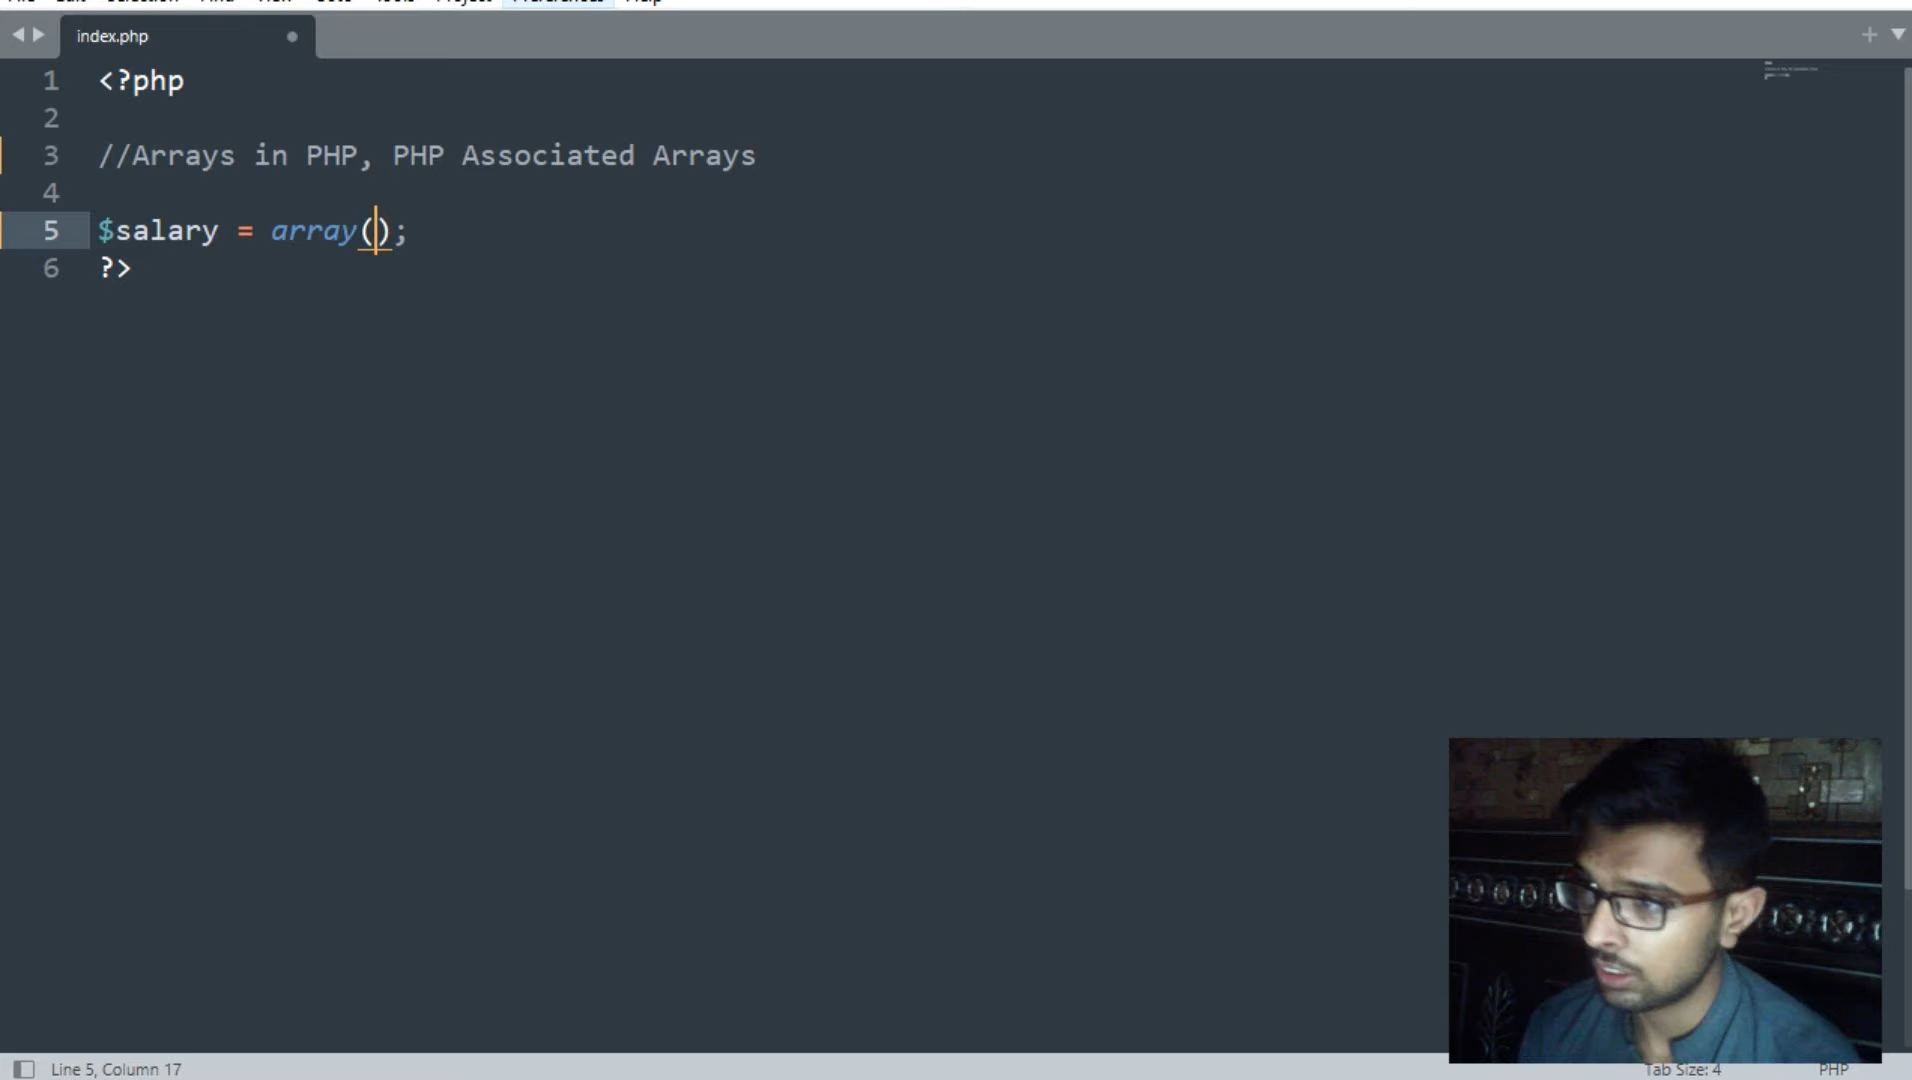 index.php
1 <?php
2
3 //Arrays in PHP, PHP Associated Arrays
4
5 $salary = array();
6 ?>
Line 5, Column 17
Tab Size: 4
PHP